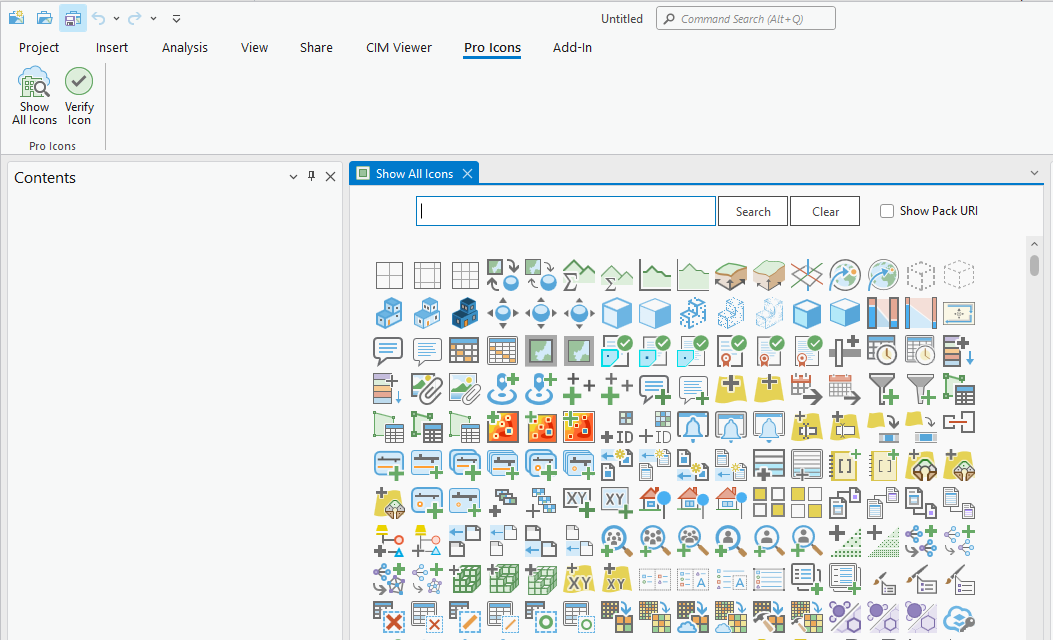 Untitled
Command Search (Alt+Q)
Project Insert Analysis View Share CIM Viewer Pro Icons Add-In
Show All Icons
Verify Icon
Pro Icons
Contents
Show All Icons
Search
Clear
Show Pack URI
+ID
+ID
[]
[]
XY
XY
XY
XY
A
A